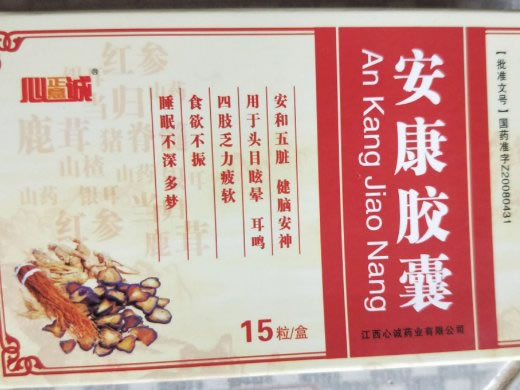 心诚
®
安康胶囊
An Kang Jiao Nang
【批准文号】国药准字Z20080431
安和五脏 健脑安神
用于头目眩晕 耳鸣
四肢乏力疲软
食欲不振
睡眠不深 多梦
15粒/盒
江西心诚药业有限公司
红参
归
鹿茸
猪脊
山楂
山药
银耳
红参
鹿茸